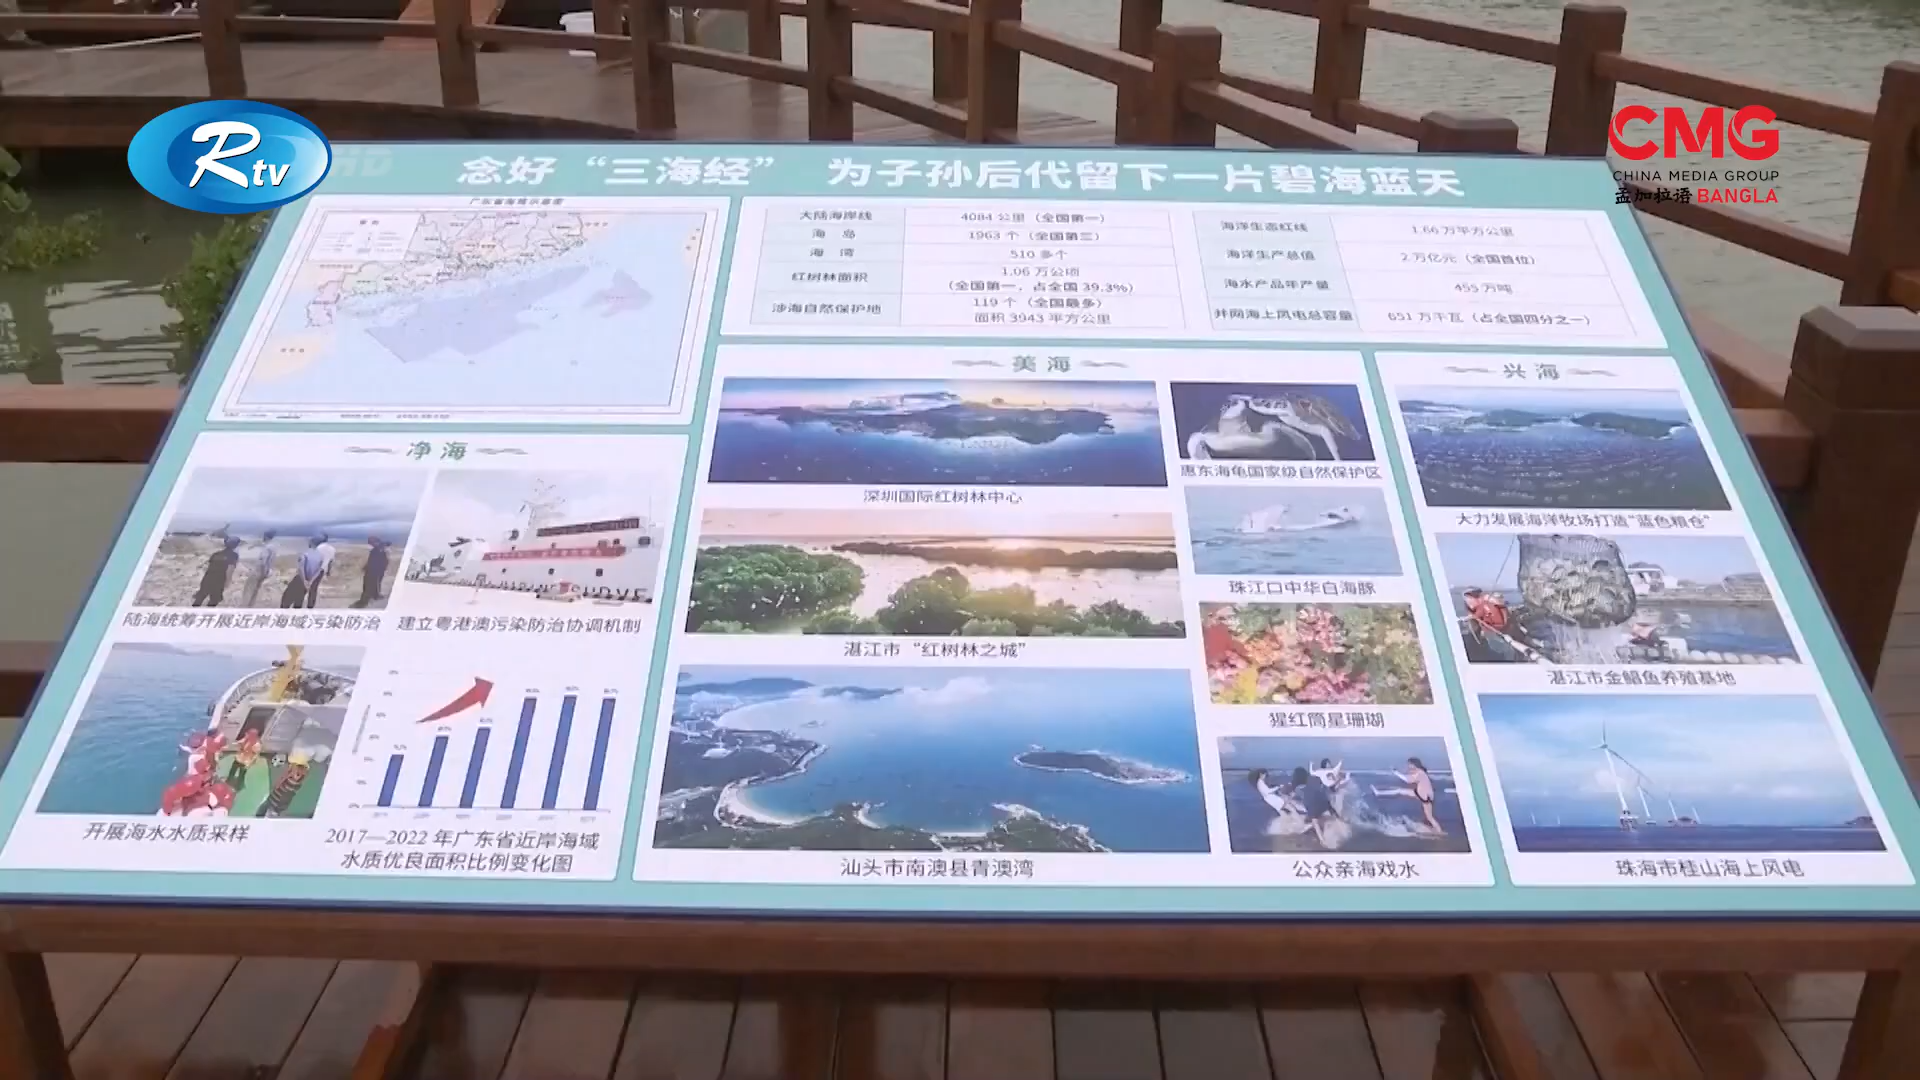 Rtv
HD
CMG
CHINA MEDIA GROUP
孟加拉语 BANGLA
念好“三海经” 为子孙后代留下一片碧海蓝天
大陆海岸线 4084 公里（全国第一）
海 岛 1963 个（全国第三）
海 湾 510 多个
红树林面积 1.06 万公顷
（全国第一，占全国 39.3%）
涉海自然保护地 119 个（全国最多）
面积 3943 平方公里
海洋生态红线 1.66 万平方公里
海洋生产总值 2 万亿元（全国首位）
海水产品年产量 455 万吨
并网海上风电总容量 651 万千瓦（占全国四分之一）
净海
陆海统筹开展近岸海域污染防治
建立粤港澳污染防治协调机制
开展海水水质采样
2017—2022 年广东省近岸海域
水质优良面积比例变化图
美海
深圳国际红树林中心
湛江市“红树林之城”
汕头市南澳县青澳湾
惠东海龟国家级自然保护区
珠江口中华白海豚
猩红筒星珊瑚
公众亲海戏水
兴海
大力发展海洋牧场打造“蓝色粮仓”
湛江市金鲳鱼养殖基地
珠海市桂山海上风电